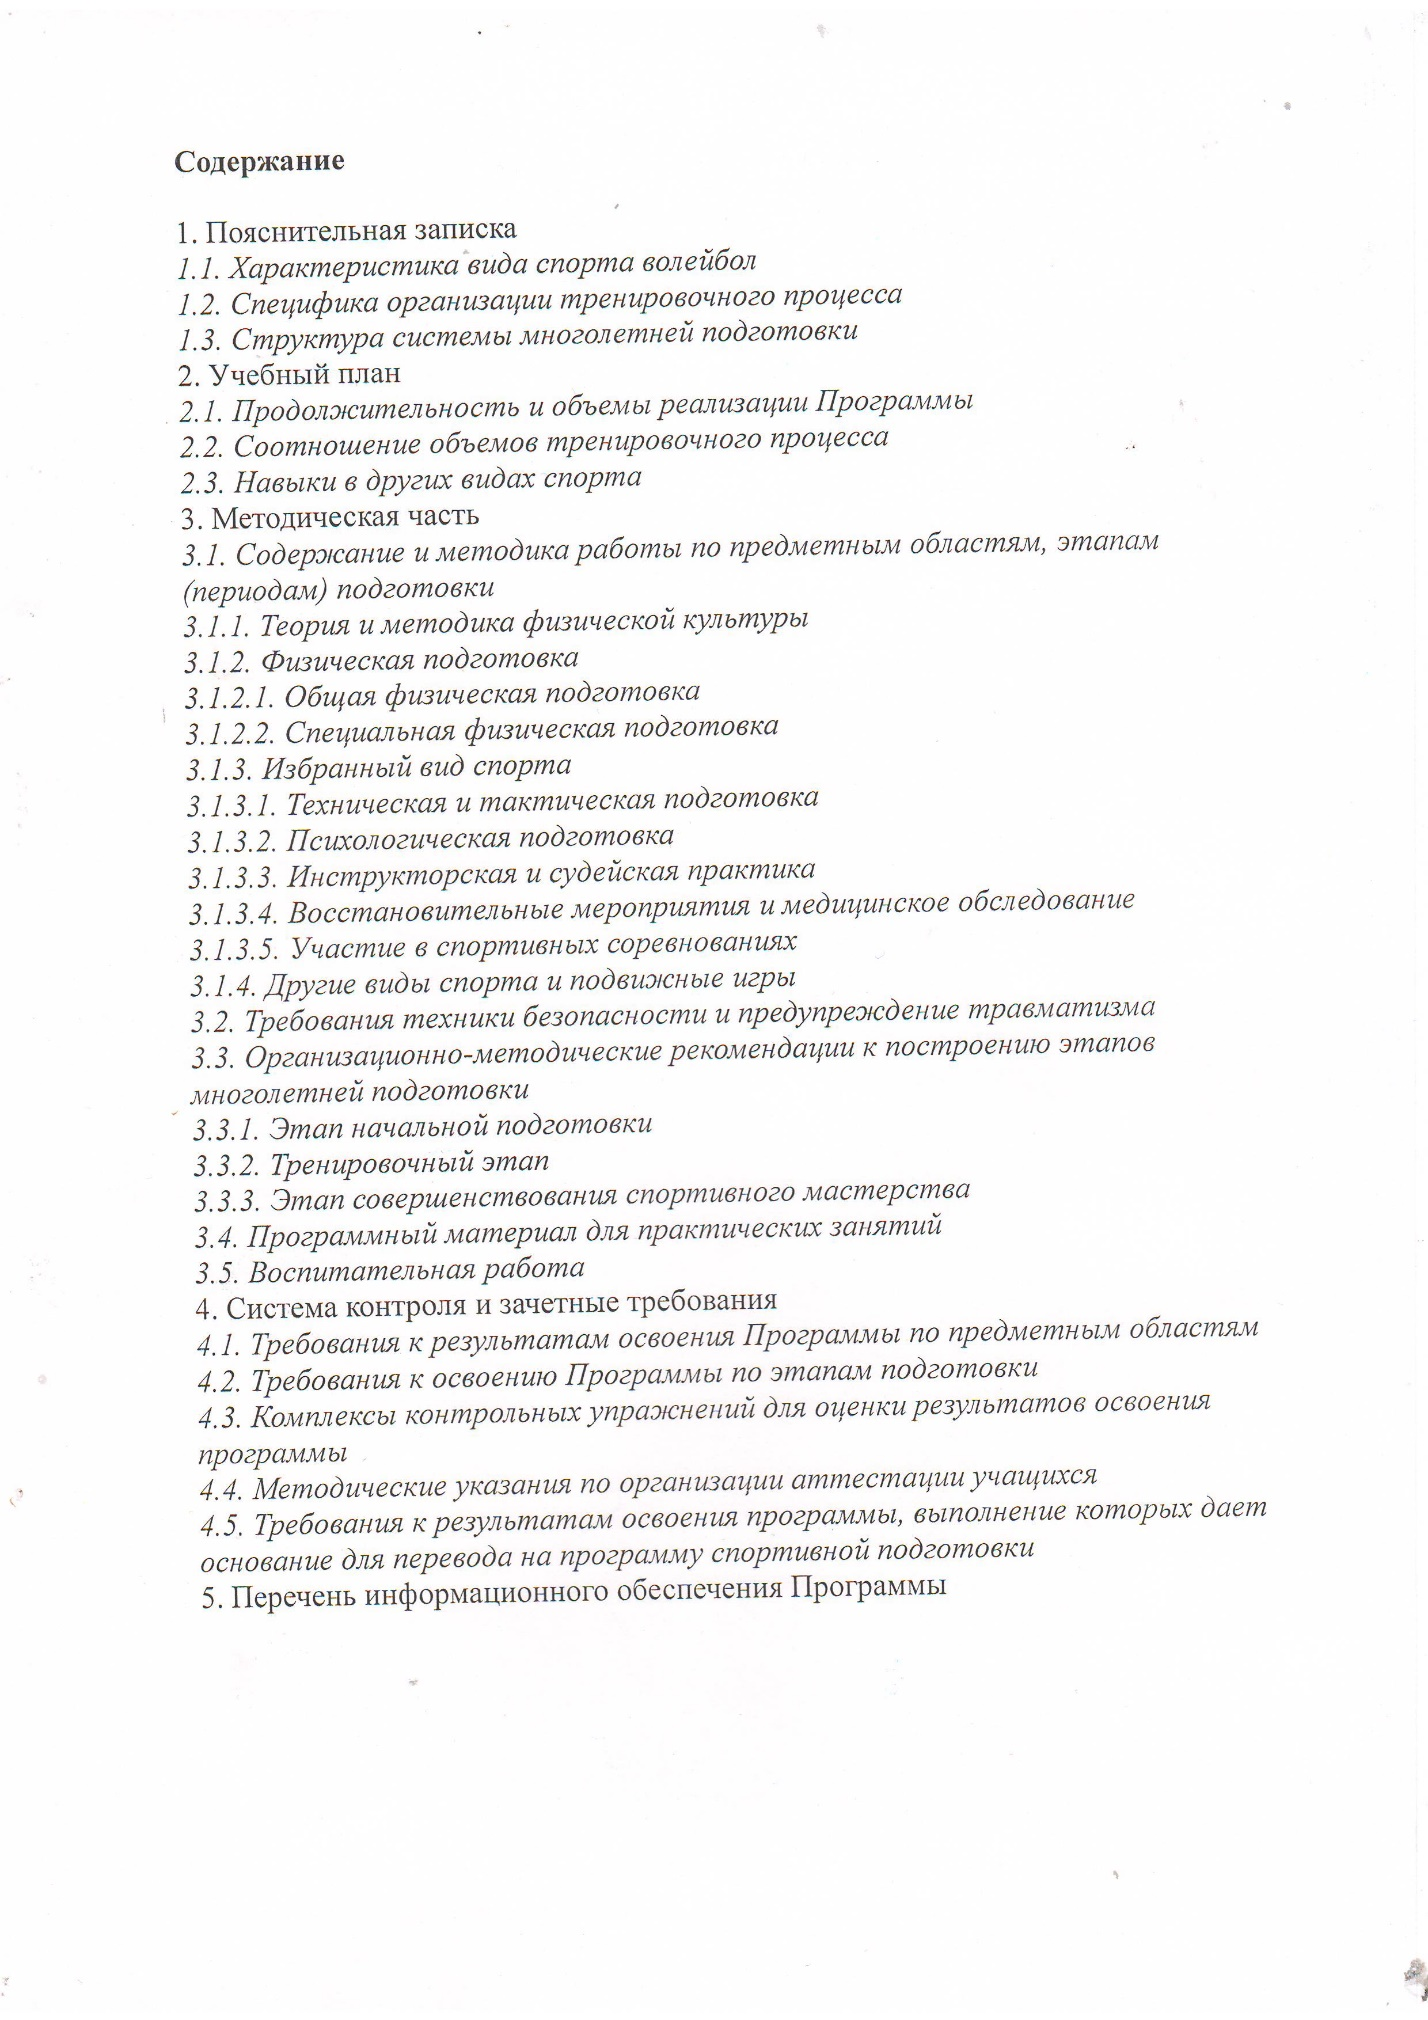 Содержание
1. Пояснительная записка
1.1. Характеристика вида спорта волейбол
1.2. Специфика организации тренировочного процесса
1.3. Структура системы многолетней подготовки
2. Учебный план
2.1. Продолжительность и объемы реализации Программы
2.2. Соотношение объемов тренировочного процесса
2.3. Навыки в других видах спорта
3. Методическая часть
3.1. Содержание и методика работы по предметным областям, этапам
(периодам) подготовки
3.1.1. Теория и методика физической культуры
3.1.2. Физическая подготовка
3.1.2.1. Общая физическая подготовка
3.1.2.2. Специальная физическая подготовка
3.1.3. Избранный вид спорта
3.1.3.1. Техническая и тактическая подготовка
3.1.3.2. Психологическая подготовка
3.1.3.3. Инструкторская и судейская практика
3.1.3.4. Восстановительные мероприятия и медицинское обследование
3.1.3.5. Участие в спортивных соревнованиях
3.1.4. Другие виды спорта и подвижные игры
3.2. Требования техники безопасности и предупреждение травматизма
3.3. Организационно-методические рекомендации к построению этапов
многолетней подготовки
3.3.1. Этап начальной подготовки
3.3.2. Тренировочный этап
3.3.3. Этап совершенствования спортивного мастерства
3.4. Программный материал для практических занятий
3.5. Воспитательная работа
4. Система контроля и зачетные требования
4.1. Требования к результатам освоения Программы по предметным областям
4.2. Требования к освоению Программы по этапам подготовки
4.3. Комплексы контрольных упражнений для оценки результатов освоения
программы
4.4. Методические указания по организации аттестации учащихся
4.5. Требования к результатам освоения программы, выполнение которых дает
основание для перевода на программу спортивной подготовки
5. Перечень информационного обеспечения Программы